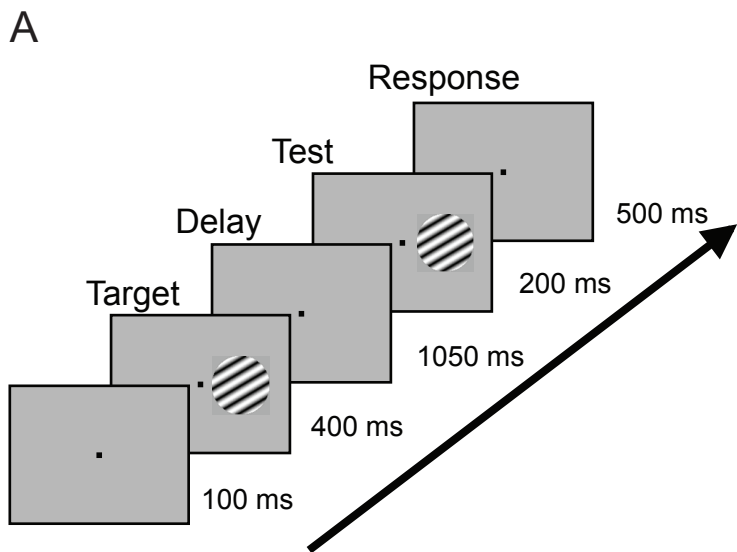 A
Response
Test
Delay
Target
500 ms
200 ms
1050 ms
400 ms
100 ms